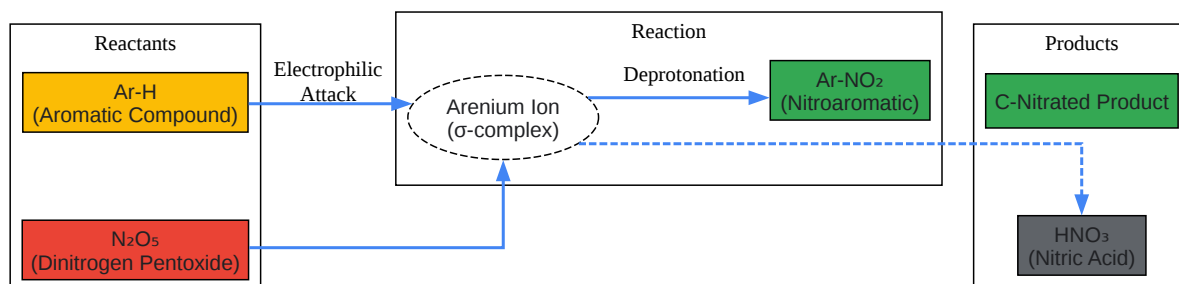 Reactants
Ar-H
(Aromatic Compound)
N₂O₅
(Dinitrogen Pentoxide)
Electrophilic
Attack
Reaction
Arenium Ion
(σ-complex)
Deprotonation
Ar-NO₂
(Nitroaromatic)
Products
C-Nitrated Product
HNO₃
(Nitric Acid)